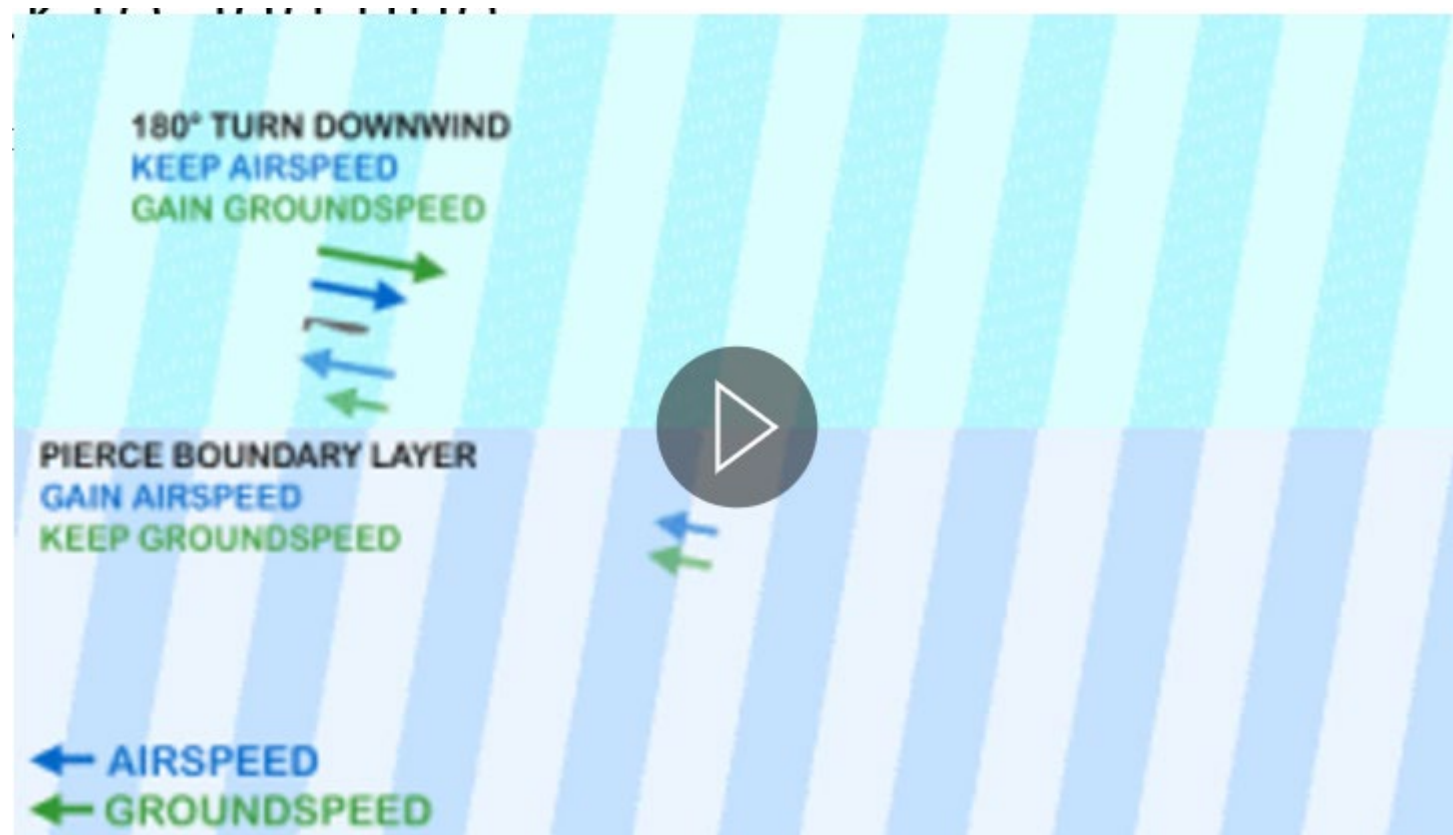 180° TURN DOWNWIND
KEEP AIRSPEED
GAIN GROUNDSPEED
PIERCE BOUNDARY LAYER
GAIN AIRSPEED
KEEP GROUNDSPEED
AIRSPEED
GROUNDSPEED